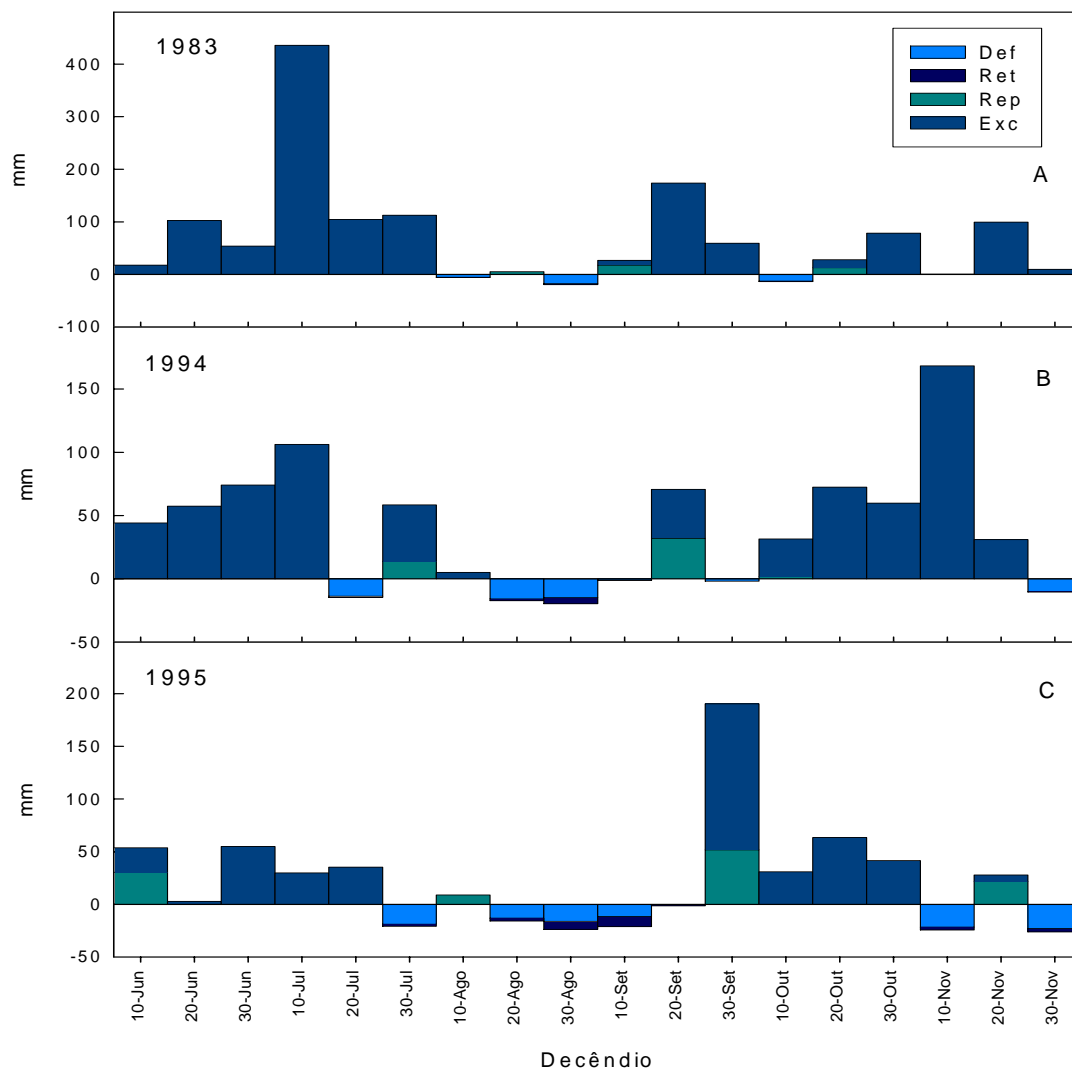 1983
Def
Ret
Rep
Exc
A
mm
400
300
200
100
0
-100
1994
B
mm
150
100
50
0
-50
1995
C
mm
200
150
100
50
0
-50
10-Jun
20-Jun
30-Jun
10-Jul
20-Jul
30-Jul
10-Ago
20-Ago
30-Ago
10-Set
20-Set
30-Set
10-Out
20-Out
30-Out
10-Nov
20-Nov
30-Nov
Decêndio